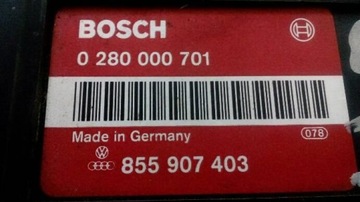 BOSCH
0 280 000 701
Made in Germany
078
855 907 403